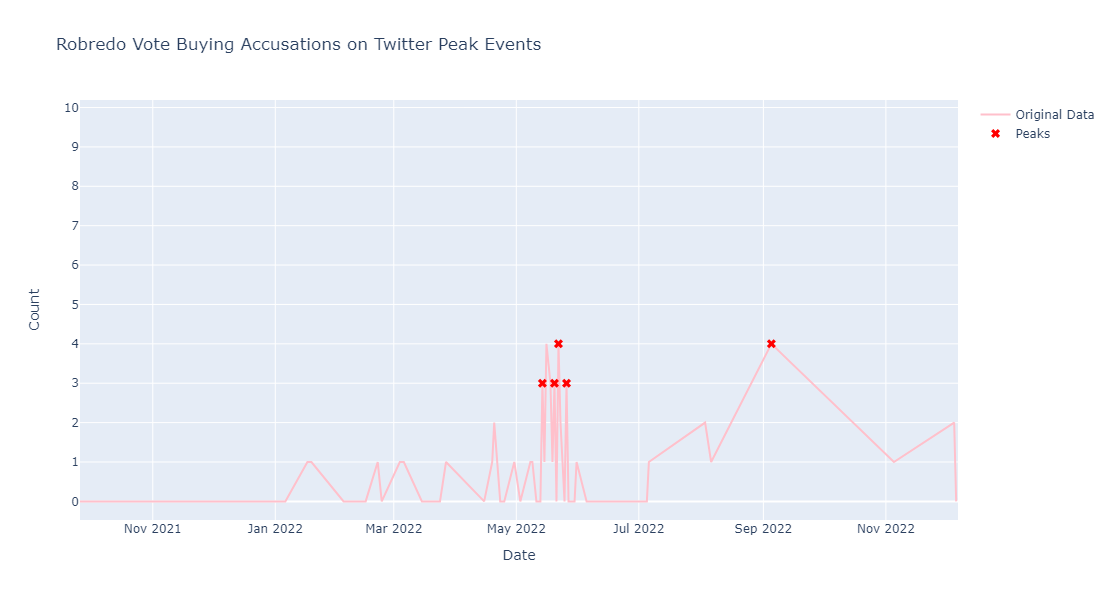 Robredo Vote Buying Accusations on Twitter Peak Events
Original Data
Peaks
Count
10
9
8
7
6
5
4
3
2
1
0
Nov 2021
Jan 2022
Mar 2022
May 2022
Jul 2022
Sep 2022
Nov 2022
Date